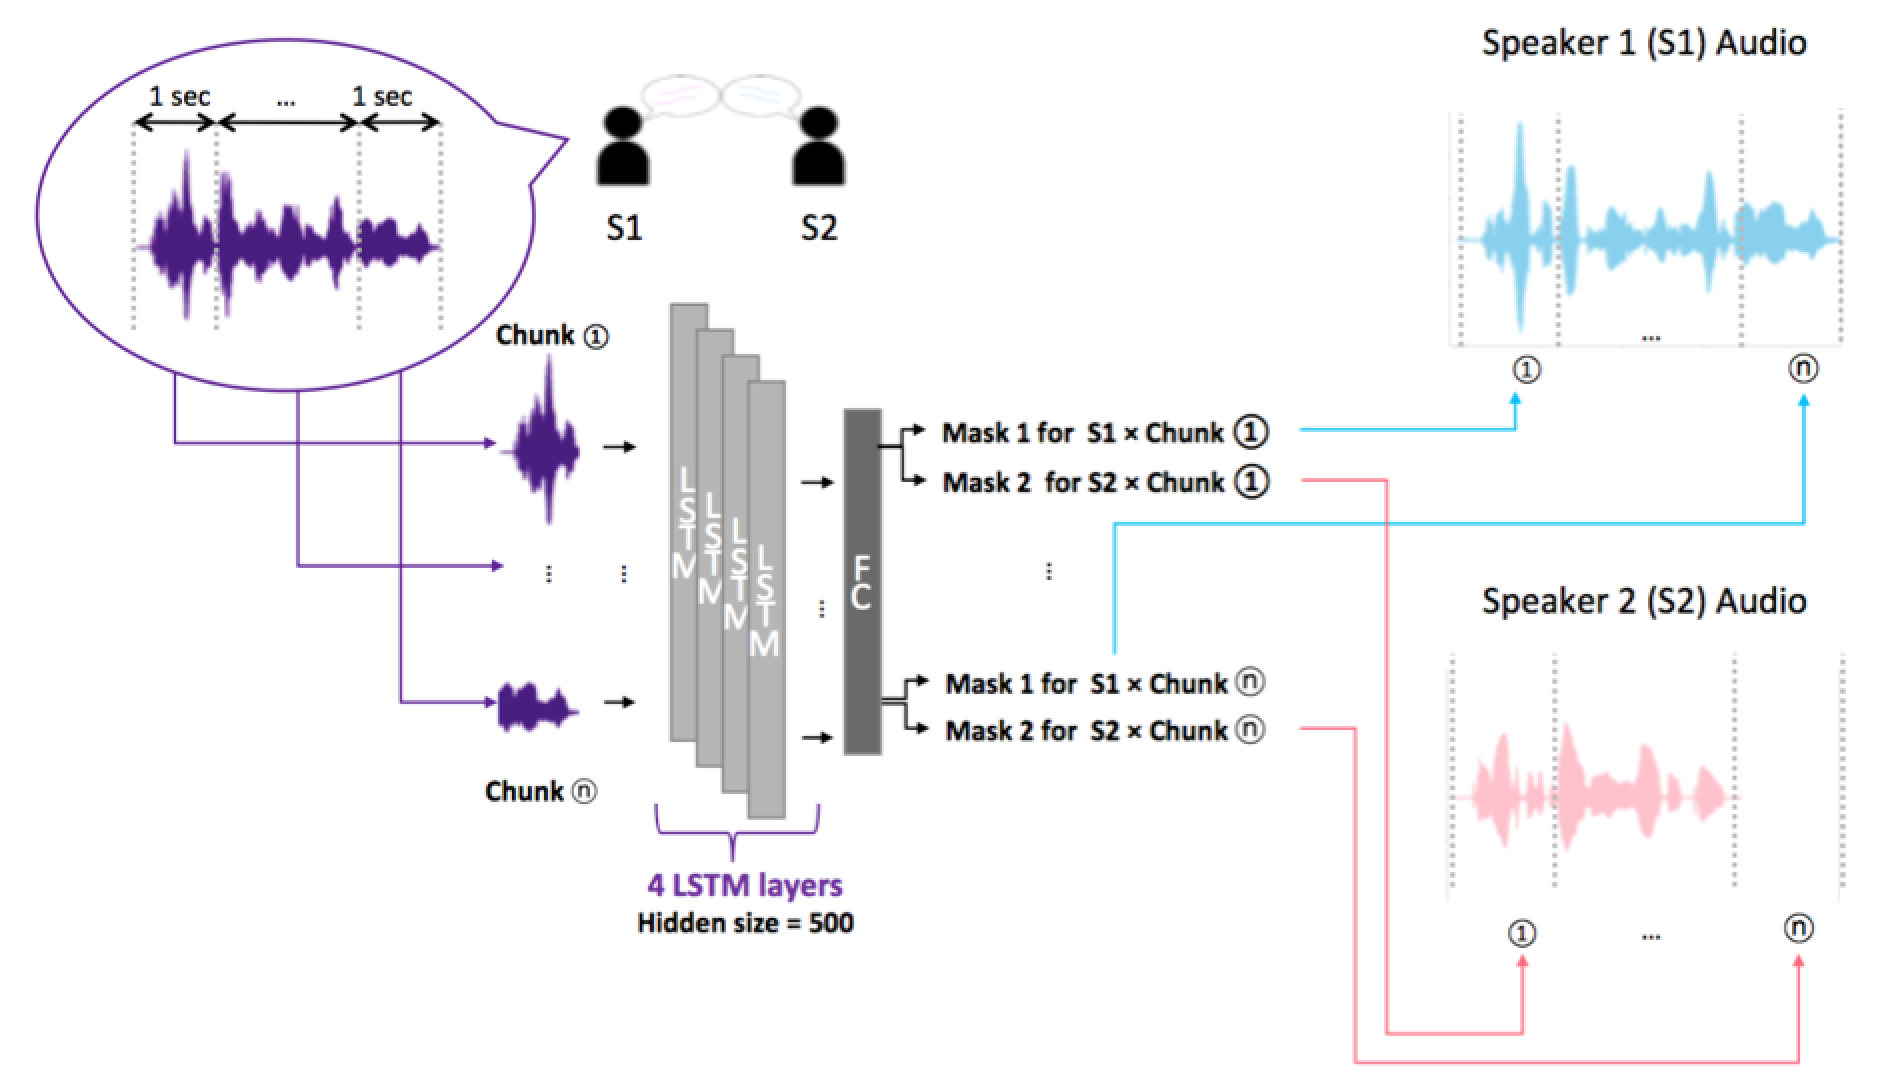 1 sec ... 1 sec
S1 S2
Chunk ①
...
...
Chunk ⓝ
LSTM
LSTM
LSTM
LSTM
...
FC
4 LSTM layers
Hidden size = 500
Mask 1 for S1 × Chunk ①
Mask 2 for S2 × Chunk ①
...
Mask 1 for S1 × Chunk ⓝ
Mask 2 for S2 × Chunk ⓝ
Speaker 1 (S1) Audio
...
① ⓝ
Speaker 2 (S2) Audio
① ... ⓝ